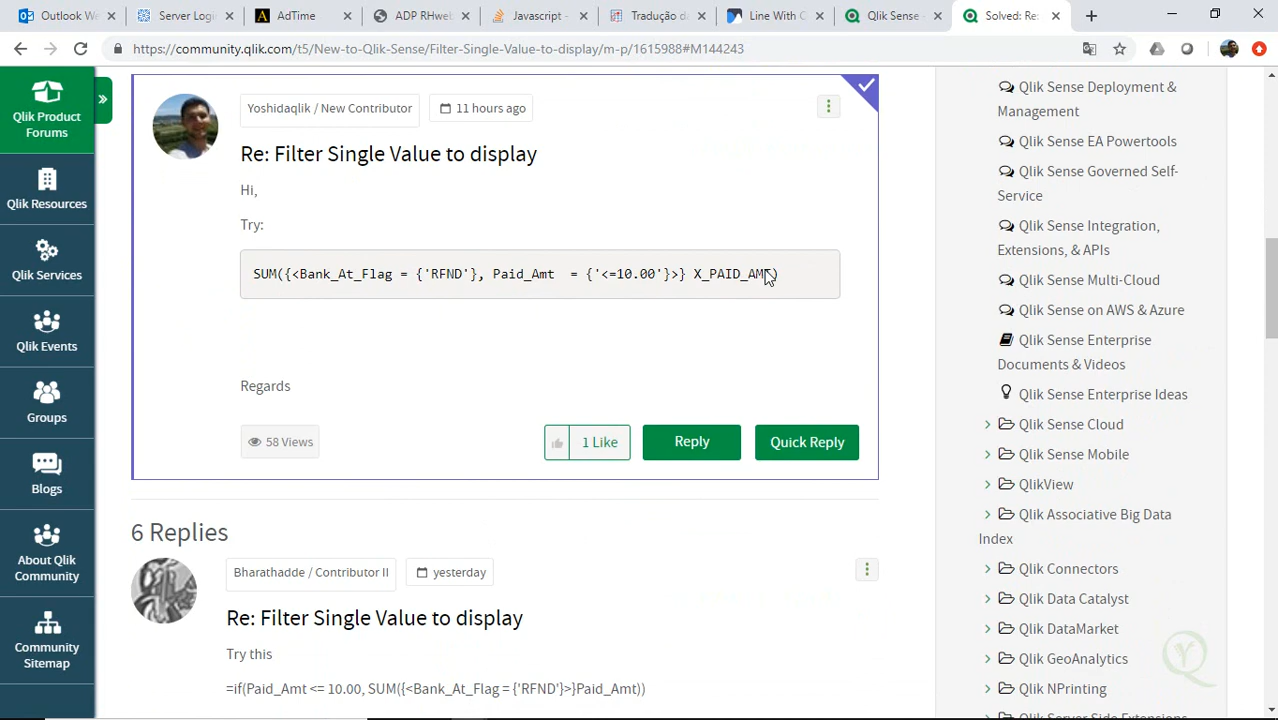 Outlook We
Server Logi
AdTime
ADP RHweb
Javascript -
Tradução da
Line With C
Qlik Sense -
Solved: Re:
https://community.qlik.com/t5/New-to-Qlik-Sense/Filter-Single-Value-to-display/m-p/1615988#M144243
Qlik Product
Forums
Qlik Resources
Qlik Services
Qlik Events
Groups
Blogs
About Qlik
Community
Community
Sitemap
Yoshidaqlik / New Contributor
11 hours ago
Re: Filter Single Value to display
Hi,
Try:
SUM({<Bank_At_Flag = {'RFND'}, Paid_Amt  = {'<=10.00'}>} X_PAID_AMT)
Regards
58 Views
1 Like
Reply
Quick Reply
6 Replies
Bharathadde / Contributor II
yesterday
Re: Filter Single Value to display
Try this
=if(Paid_Amt <= 10.00, SUM({<Bank_At_Flag = {'RFND'}>}Paid_Amt))
Qlik Sense Deployment &
Management
Qlik Sense EA Powertools
Qlik Sense Governed Self-
Service
Qlik Sense Integration,
Extensions, & APIs
Qlik Sense Multi-Cloud
Qlik Sense on AWS & Azure
Qlik Sense Enterprise
Documents & Videos
Qlik Sense Enterprise Ideas
Qlik Sense Cloud
Qlik Sense Mobile
QlikView
Qlik Associative Big Data
Index
Qlik Connectors
Qlik Data Catalyst
Qlik DataMarket
Qlik GeoAnalytics
Qlik NPrinting
Qlik Server Side Extensions